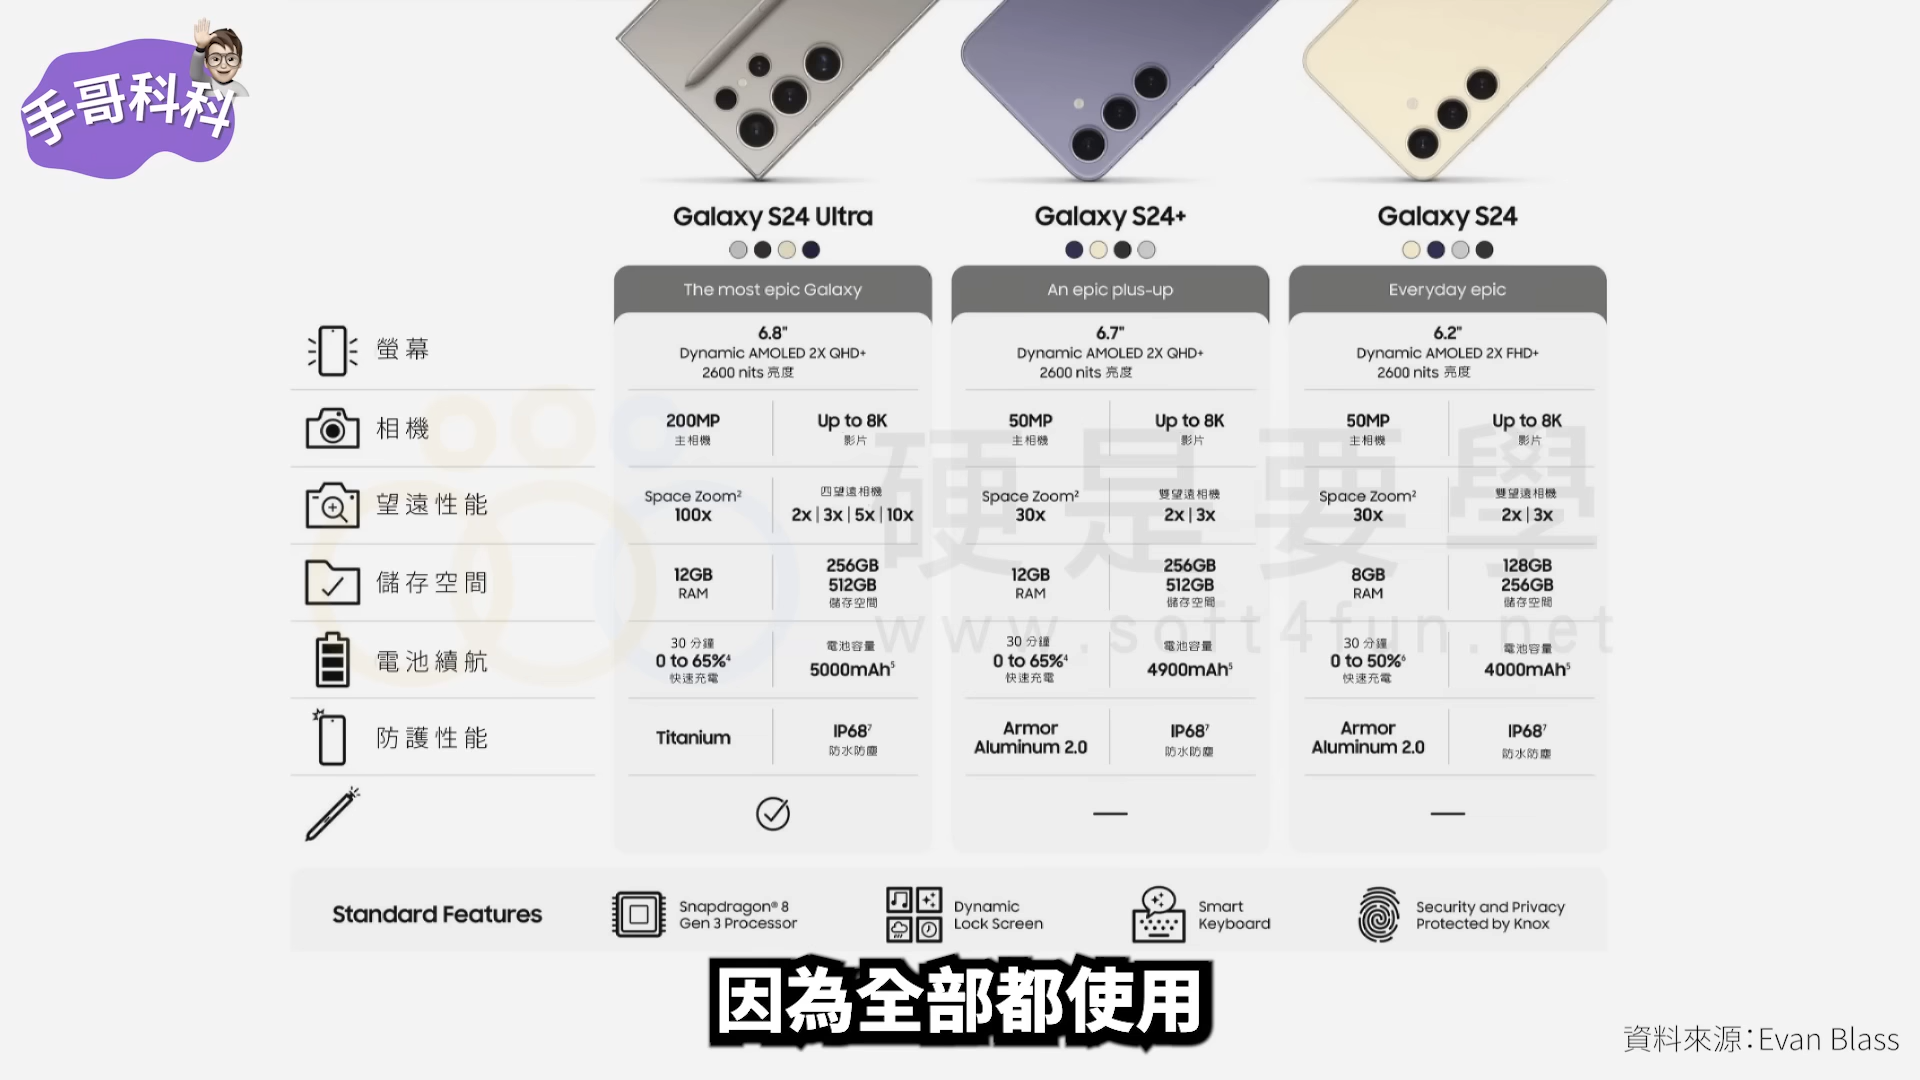 手哥科科
Galaxy S24 Ultra
Galaxy S24+
Galaxy S24
The most epic Galaxy
An epic plus-up
Everyday epic
螢幕
6.8"
Dynamic AMOLED 2X QHD+
2600 nits 亮度
6.7"
Dynamic AMOLED 2X QHD+
2600 nits 亮度
6.2"
Dynamic AMOLED 2X FHD+
2600 nits 亮度
相機
200MP
主相機
Up to 8K
影片
50MP
主相機
Up to 8K
影片
50MP
主相機
Up to 8K
影片
望遠性能
Space Zoom²
100x
四望遠相機
2x | 3x | 5x | 10x
Space Zoom²
30x
雙望遠相機
2x | 3x
Space Zoom²
30x
雙望遠相機
2x | 3x
儲存空間
12GB
RAM
256GB
512GB
儲存空間
12GB
RAM
256GB
512GB
儲存空間
8GB
RAM
128GB
256GB
儲存空間
電池續航
30 分鐘
0 to 65%⁴
快速充電
電池容量
5000mAh⁵
30 分鐘
0 to 65%⁴
快速充電
電池容量
4900mAh⁵
30 分鐘
0 to 50%⁶
快速充電
電池容量
4000mAh⁵
防護性能
Titanium
IP68⁷
防水防塵
Armor
Aluminum 2.0
IP68⁷
防水防塵
Armor
Aluminum 2.0
IP68⁷
防水防塵
硬是要學
www.soft4fun.net
Standard Features
Snapdragon® 8
Gen 3 Processor
Dynamic
Lock Screen
Smart
Keyboard
Security and Privacy
Protected by Knox
因為全部都使用
資料來源：Evan Blass